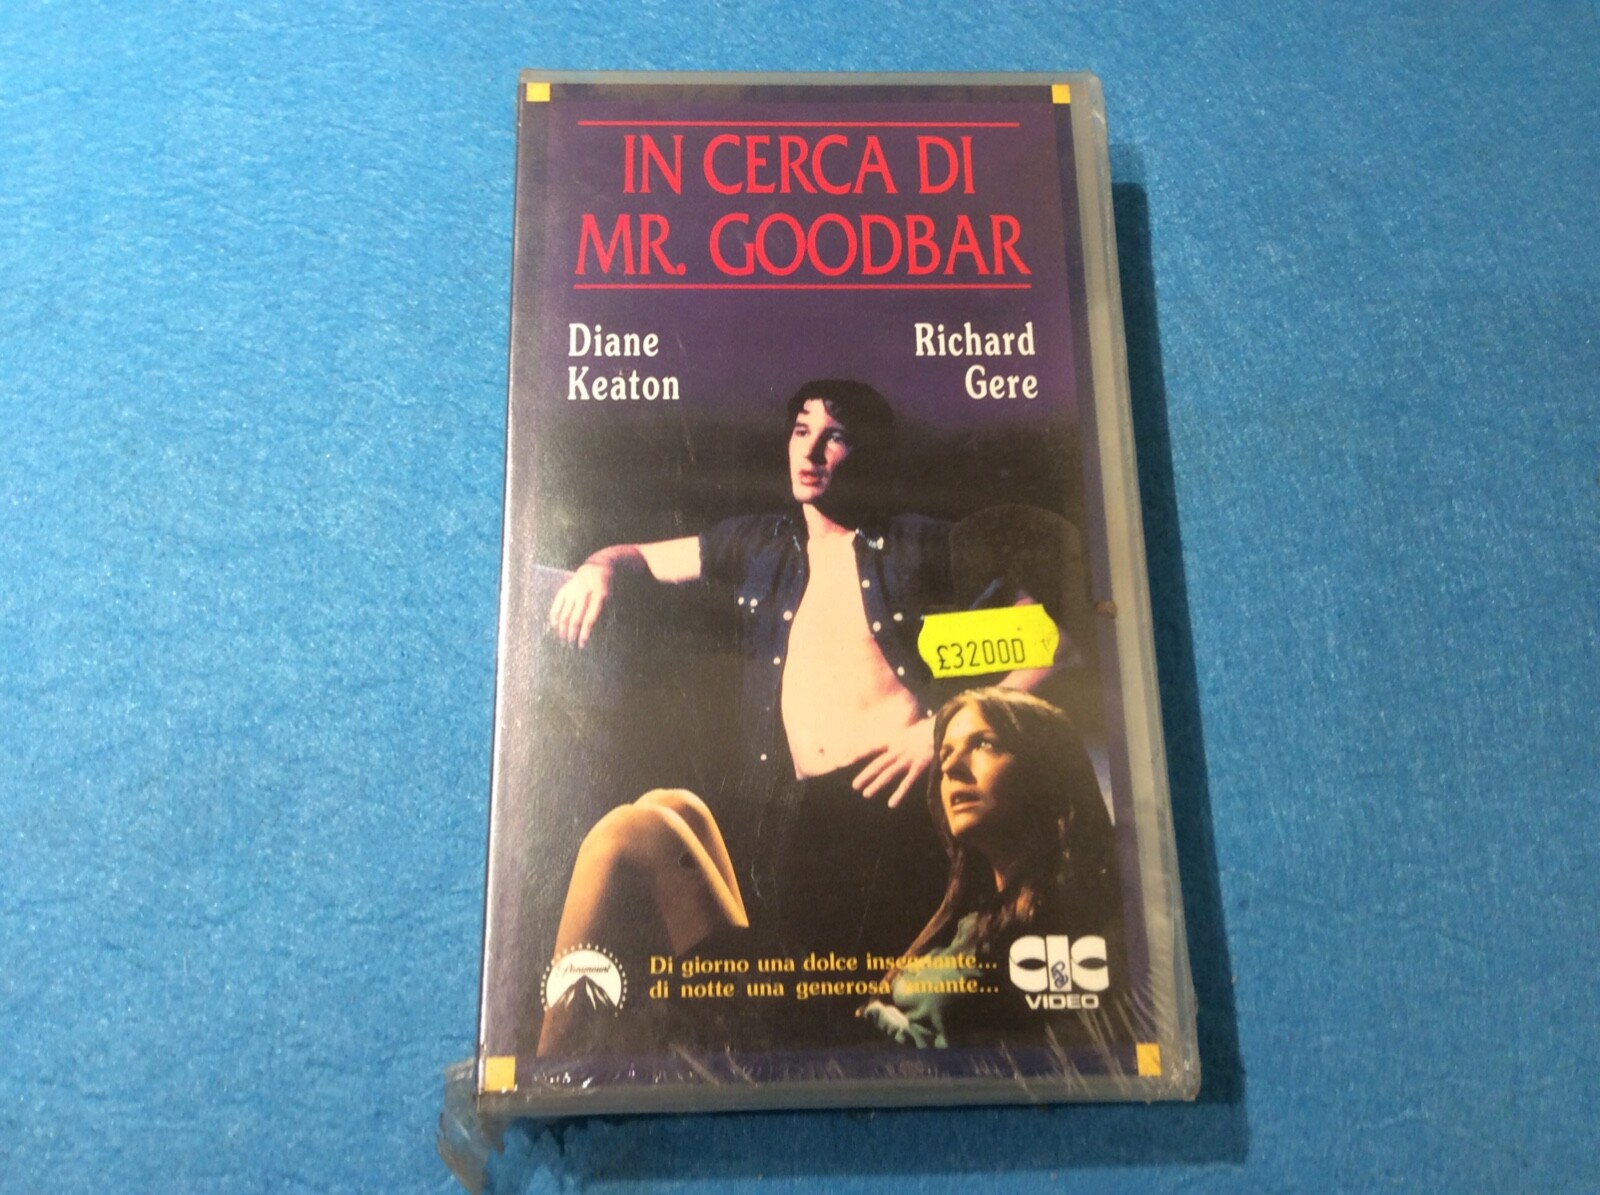 IN CERCA DI
MR. GOODBAR
Diane
Keaton
Richard
Gere
£32000
Paramount
Di giorno una dolce insegnante...
di notte una generosa amante...
CIC
VIDEO